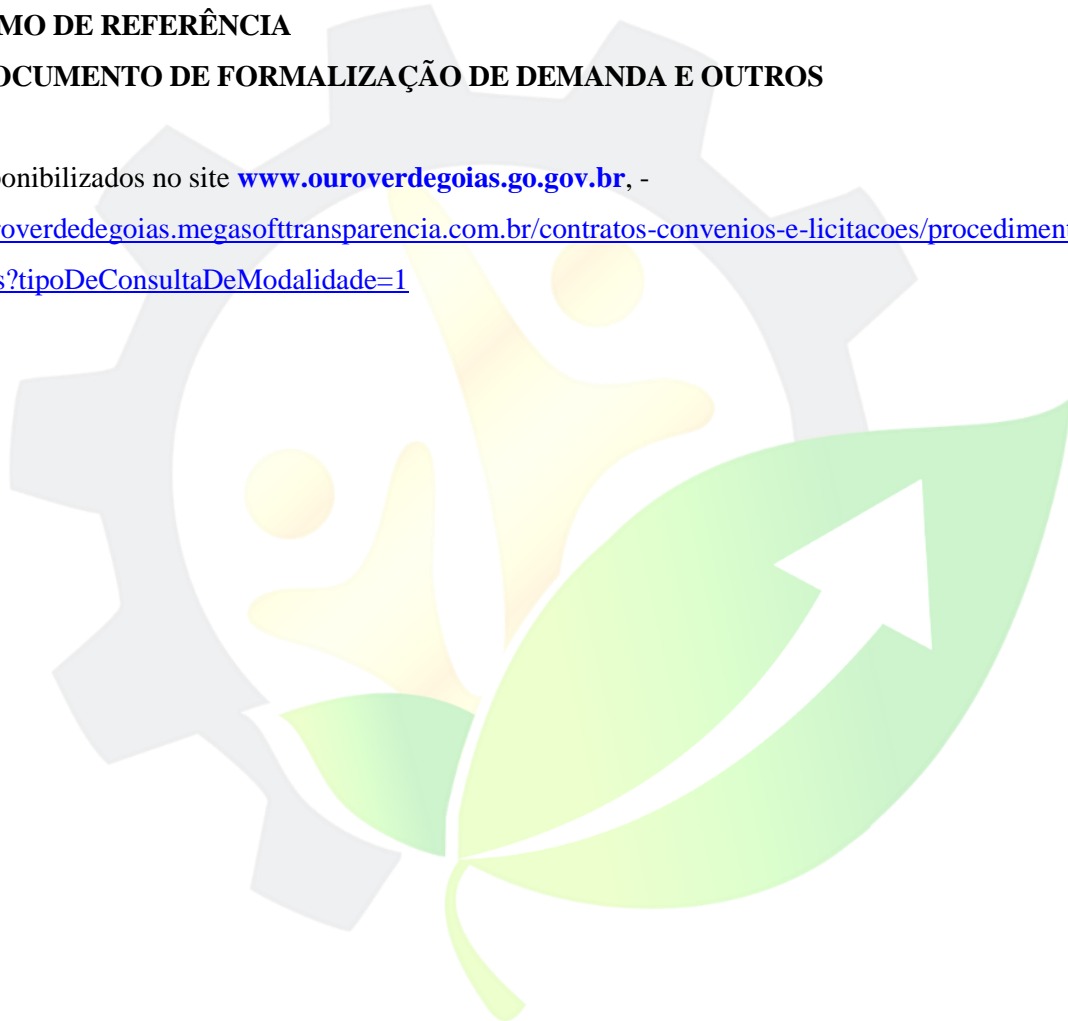 MO DE REFERÊNCIA
OCUMENTO DE FORMALIZAÇÃO DE DEMANDA E OUTROS
ponibilizados no site www.ouroverdegoias.go.gov.br, -
roverdedegoias.megasofttransparencia.com.br/contratos-convenios-e-licitacoes/procediment
s?tipoDeConsultaDeModalidade=1